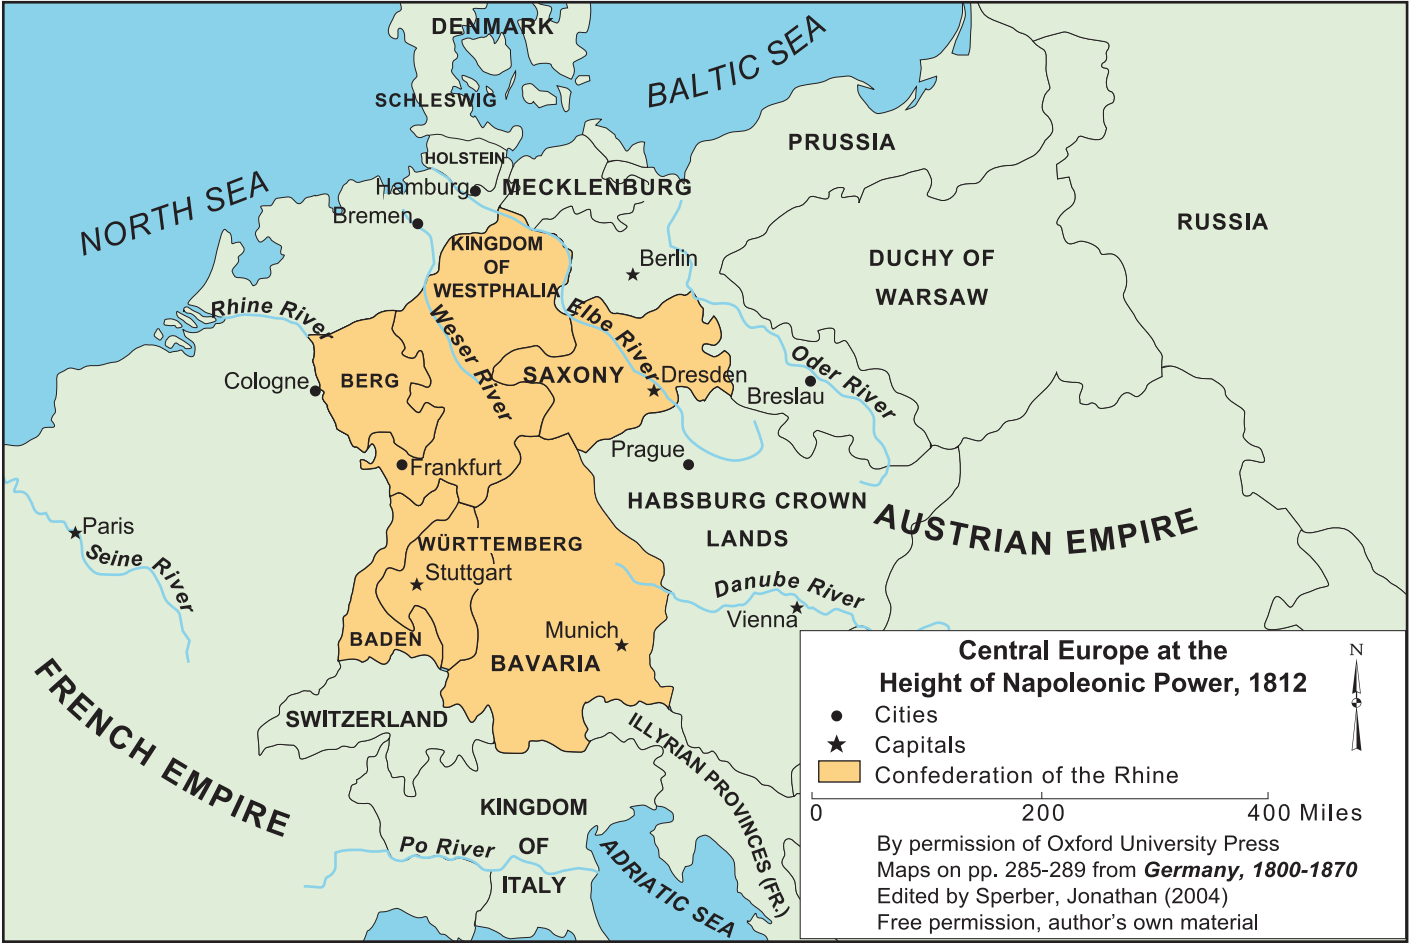 DENMARK
BALTIC SEA
SCHLESWIG
PRUSSIA
HOLSTEIN
Hamburg
MECKLENBURG
NORTH SEA
Bremen
RUSSIA
KINGDOM
OF
WESTPHALIA
Berlin
DUCHY OF
WARSAW
Rhine River
Weser River
Elbe River
Oder River
Cologne
BERG
SAXONY
Dresden
Breslau
Frankfurt
Prague
HABSBURG CROWN
LANDS
AUSTRIAN EMPIRE
Paris
Seine River
WÜRTTEMBERG
Stuttgart
Danube River
Vienna
BADEN
Munich
BAVARIA
FRENCH EMPIRE
SWITZERLAND
ILLYRIAN PROVINCES (FR.)
KINGDOM
OF
ITALY
Po River
ADRIATIC SEA
Central Europe at the
Height of Napoleonic Power, 1812
N
Cities
Capitals
Confederation of the Rhine
0 200 400 Miles
By permission of Oxford University Press
Maps on pp. 285-289 from Germany, 1800-1870
Edited by Sperber, Jonathan (2004)
Free permission, author's own material